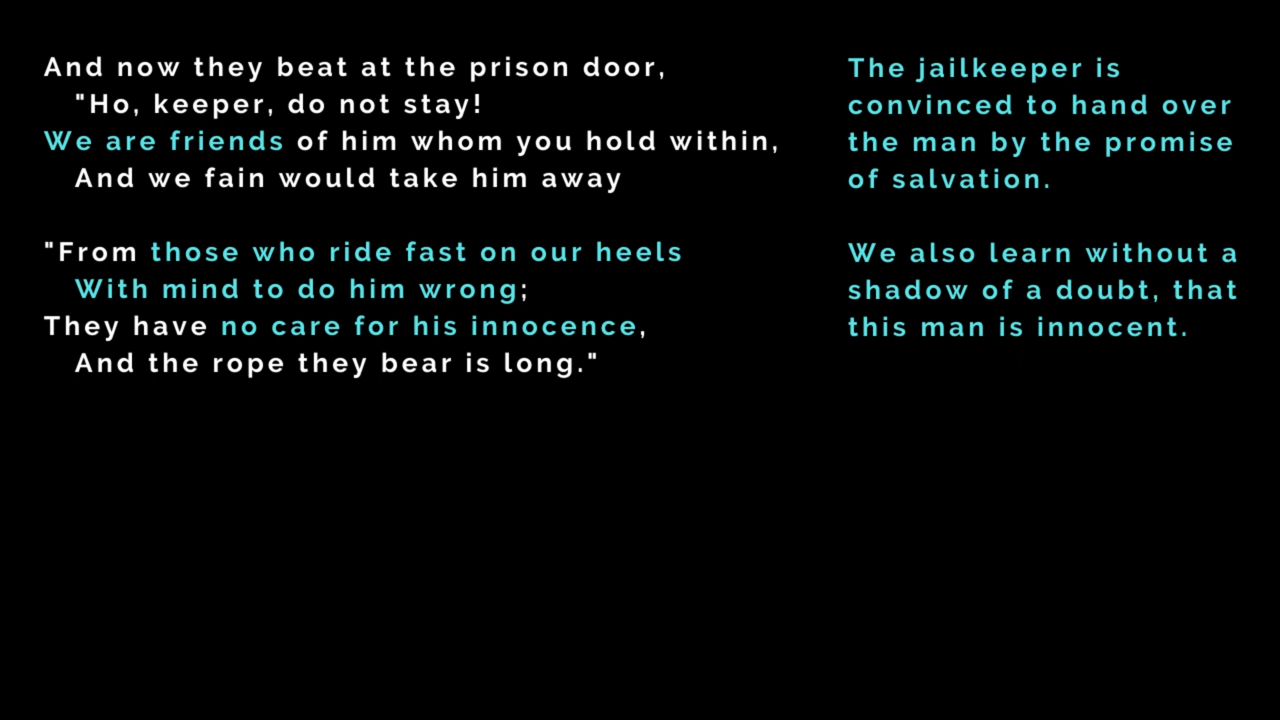 And now they beat at the prison door,
"Ho, keeper, do not stay!
We are friends of him whom you hold within,
And we fain would take him away
"From those who ride fast on our heels
With mind to do him wrong;
They have no care for his innocence,
And the rope they bear is long."
The jailkeeper is
convinced to hand over
the man by the promise
of salvation.
We also learn without a
shadow of a doubt, that
this man is innocent.